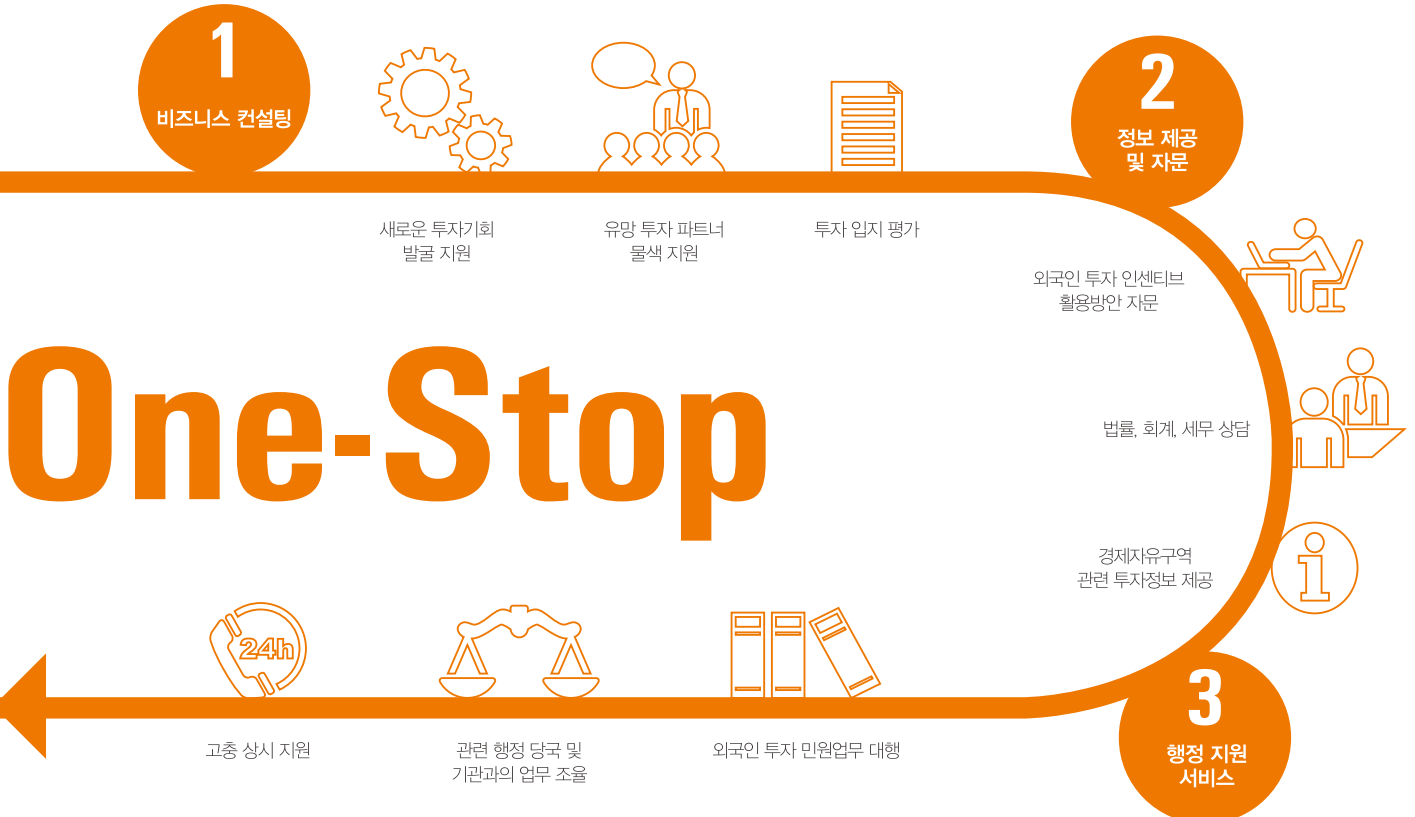 1
비즈니스 컨설팅
새로운 투자기회
발굴 지원
유망 투자 파트너
물색 지원
투자 입지 평가
2
정보 제공
및 자문
외국인 투자 인센티브
활용방안 자문
법률, 회계, 세무 상담
경제자유구역
관련 투자정보 제공
One-Stop
3
행정 지원
서비스
외국인 투자 민원업무 대행
관련 행정 당국 및
기관과의 업무 조율
24h
고충 상시 지원